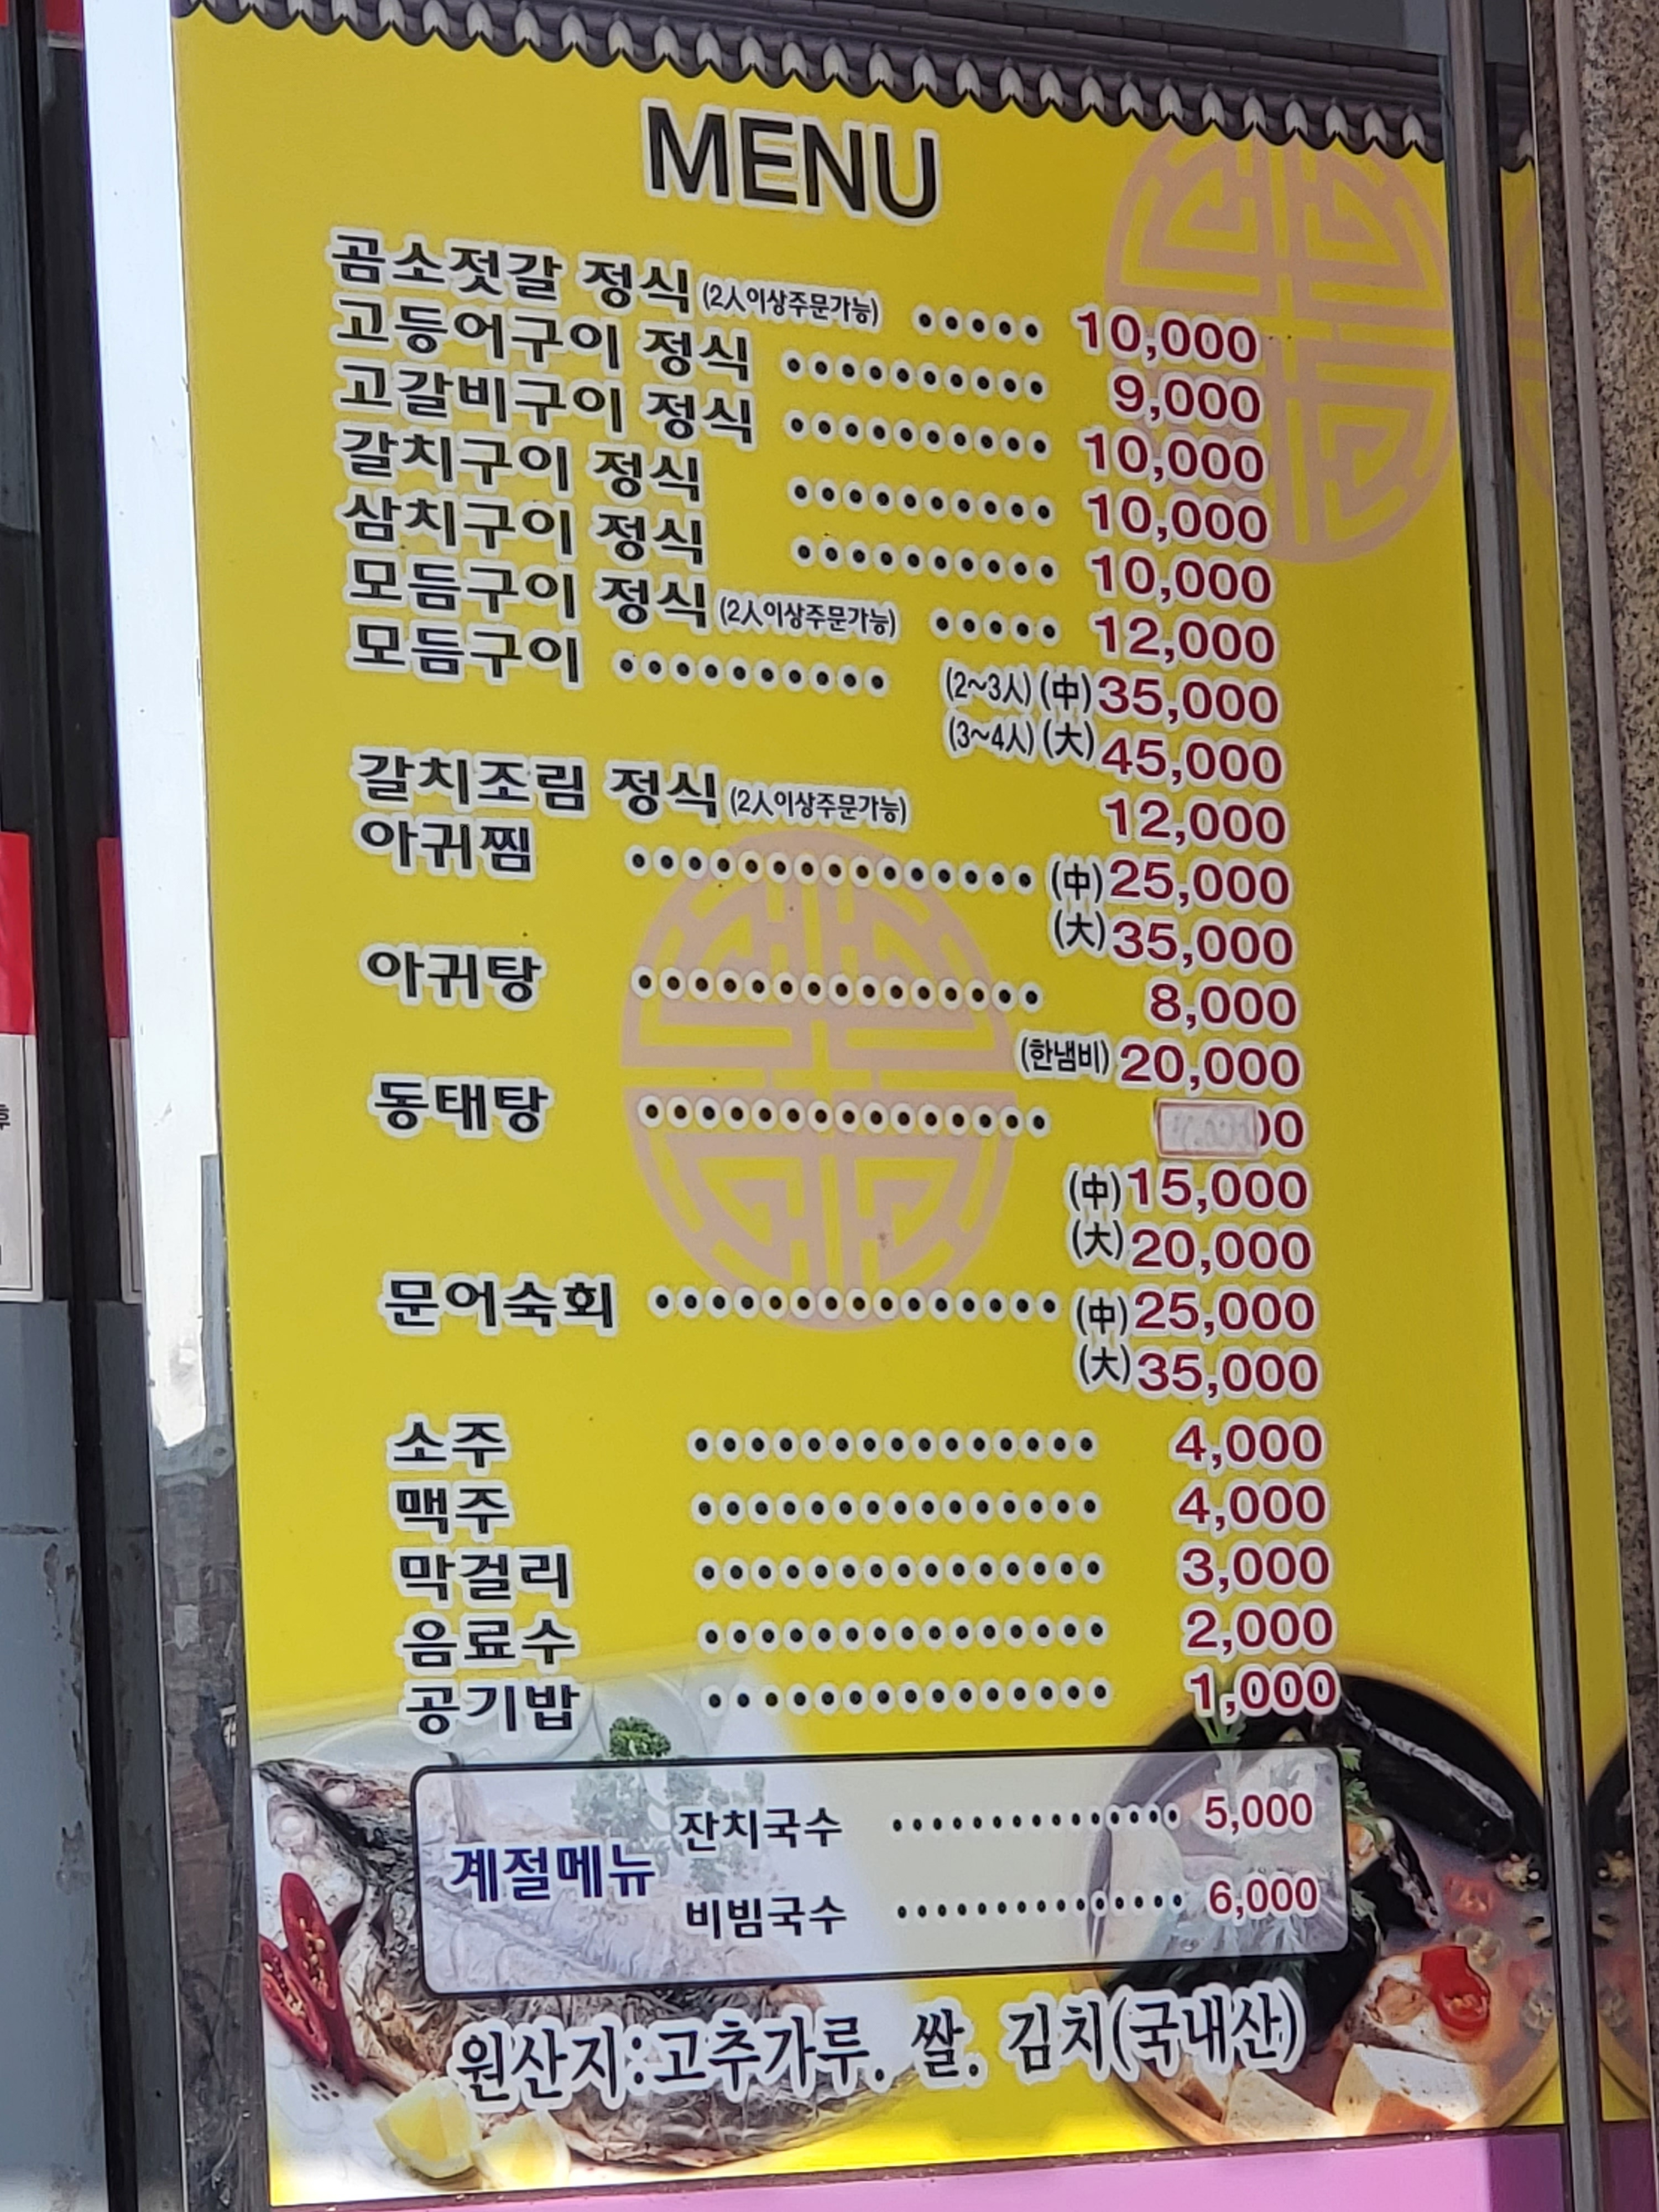 MENU
곰소젓갈 정식 (2人이상주문가능) ····· 10,000
고등어구이 정식 ·········· 9,000
고갈비구이 정식 ·········· 10,000
갈치구이 정식 ·········· 10,000
삼치구이 정식 ·········· 10,000
모듬구이 정식 (2人이상주문가능) ····· 12,000
모듬구이 ·········· (2~3人) (中) 35,000
(3~4人) (大) 45,000
갈치조림 정식 (2人이상주문가능) 12,000
아귀찜 ··············· (中) 25,000
(大) 35,000
아귀탕 ··············· 8,000
(한냄비) 20,000
동태탕 ···············
(中) 15,000
(大) 20,000
문어숙회 ··············· (中) 25,000
(大) 35,000
소주 ··············· 4,000
맥주 ··············· 4,000
막걸리 ··············· 3,000
음료수 ··············· 2,000
공기밥 ··············· 1,000
계절메뉴
잔치국수 ··············· 5,000
비빔국수 ··············· 6,000
원산지:고추가루. 쌀. 김치(국내산)
후